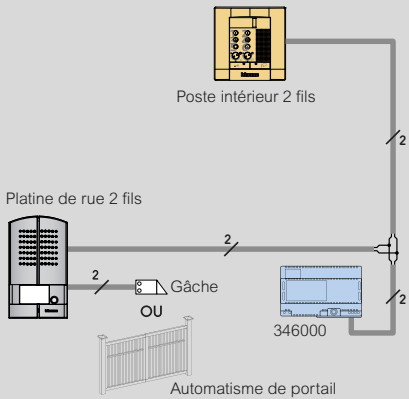 Poste intérieur 2 fils
2
Platine de rue 2 fils
2
2
Gâche
OU
2
346000
Automatisme de portail